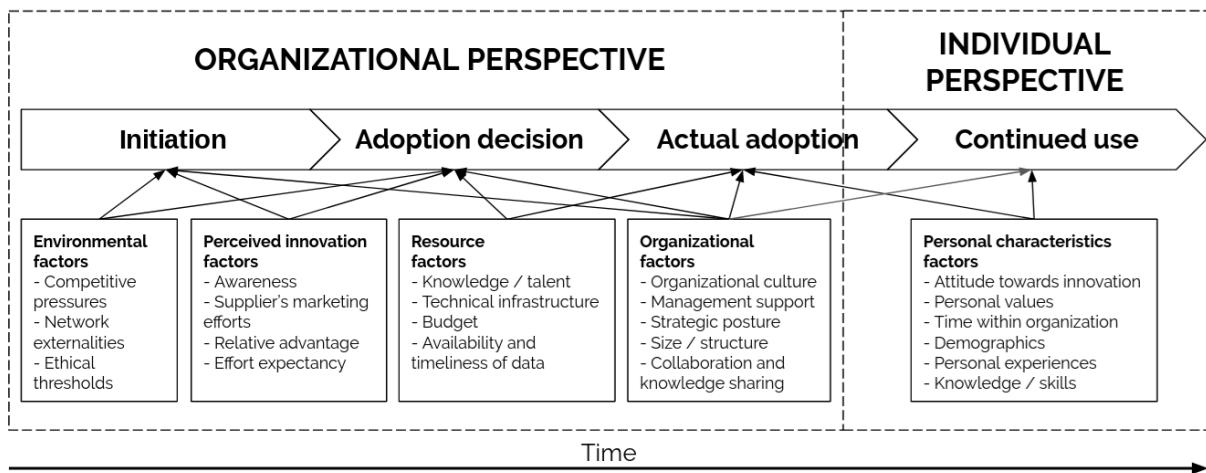 ORGANIZATIONAL PERSPECTIVE
INDIVIDUAL
PERSPECTIVE
Initiation
Adoption decision
Actual adoption
Continued use
Environmental
factors
- Competitive
pressures
- Network
externalities
- Ethical
thresholds
Perceived innovation
factors
- Awareness
- Supplier's marketing
efforts
- Relative advantage
- Effort expectancy
Resource
factors
- Knowledge / talent
- Technical infrastructure
- Budget
- Availability and
timeliness of data
Organizational
factors
- Organizational culture
- Management support
- Strategic posture
- Size / structure
- Collaboration and
knowledge sharing
Personal characteristics
factors
- Attitude towards innovation
- Personal values
- Time within organization
- Demographics
- Personal experiences
- Knowledge / skills
Time